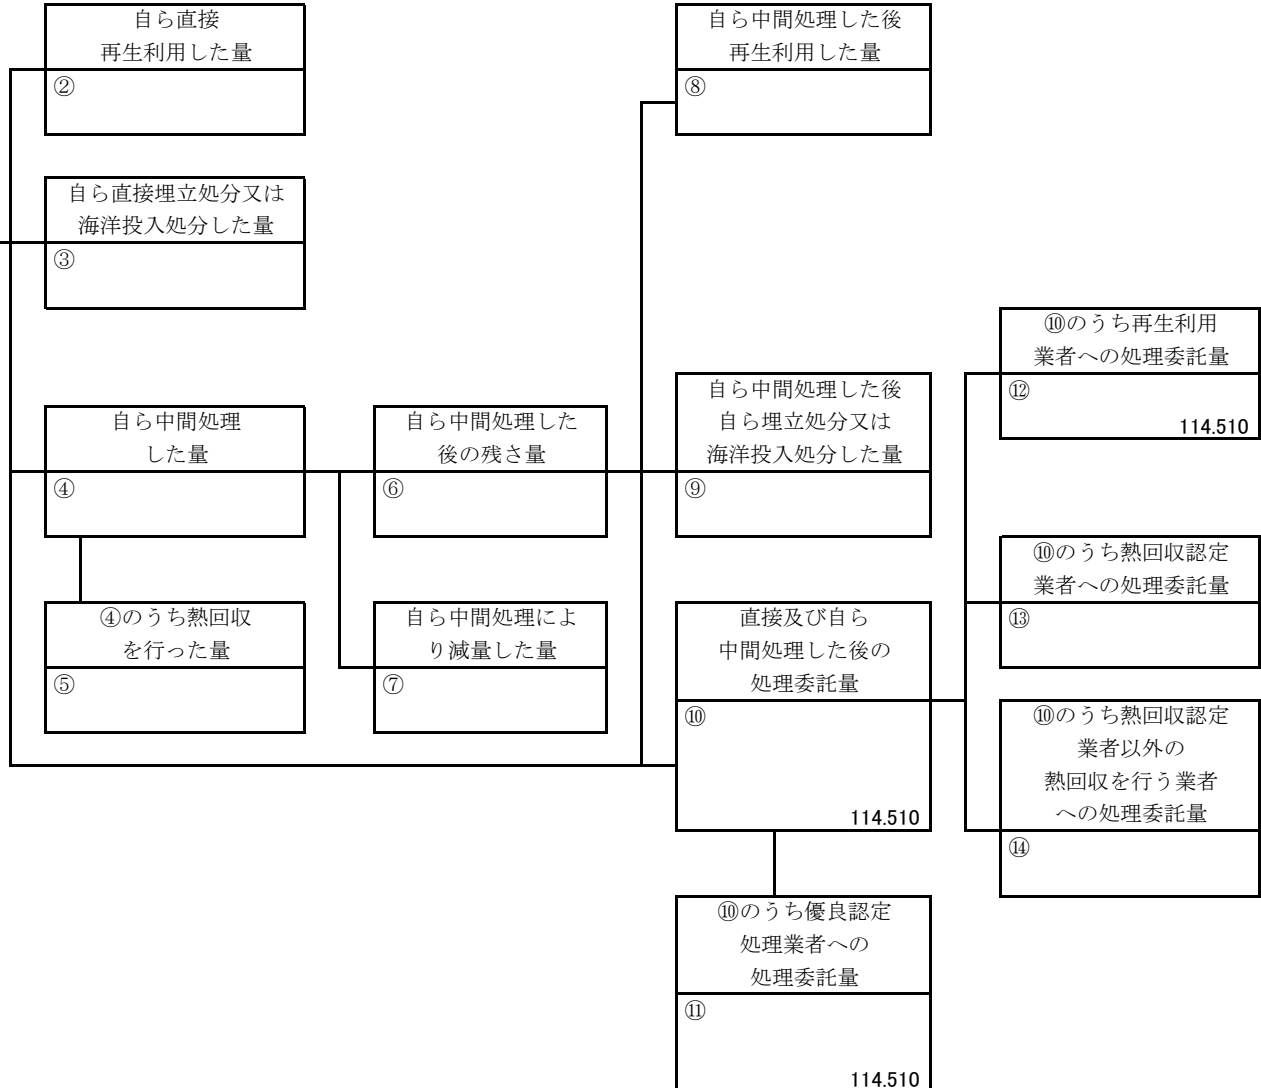 自ら直接
再生利用した量
②
自ら中間処理した後
再生利用した量
⑧
自ら直接埋立処分又は
海洋投入処分した量
③
⑩のうち再生利用
業者への処理委託量
⑫
114.510
自ら中間処理
した量
④
自ら中間処理した
後の残さ量
⑥
自ら中間処理した後
自ら埋立処分又は
海洋投入処分した量
⑨
⑩のうち熱回収認定
業者への処理委託量
⑬
④のうち熱回収
を行った量
⑤
自ら中間処理によ
り減量した量
⑦
直接及び自ら
中間処理した後の
処理委託量
⑩
114.510
⑩のうち熱回収認定
業者以外の
熱回収を行う業者
への処理委託量
⑭
⑩のうち優良認定
処理業者への
処理委託量
⑪
114.510